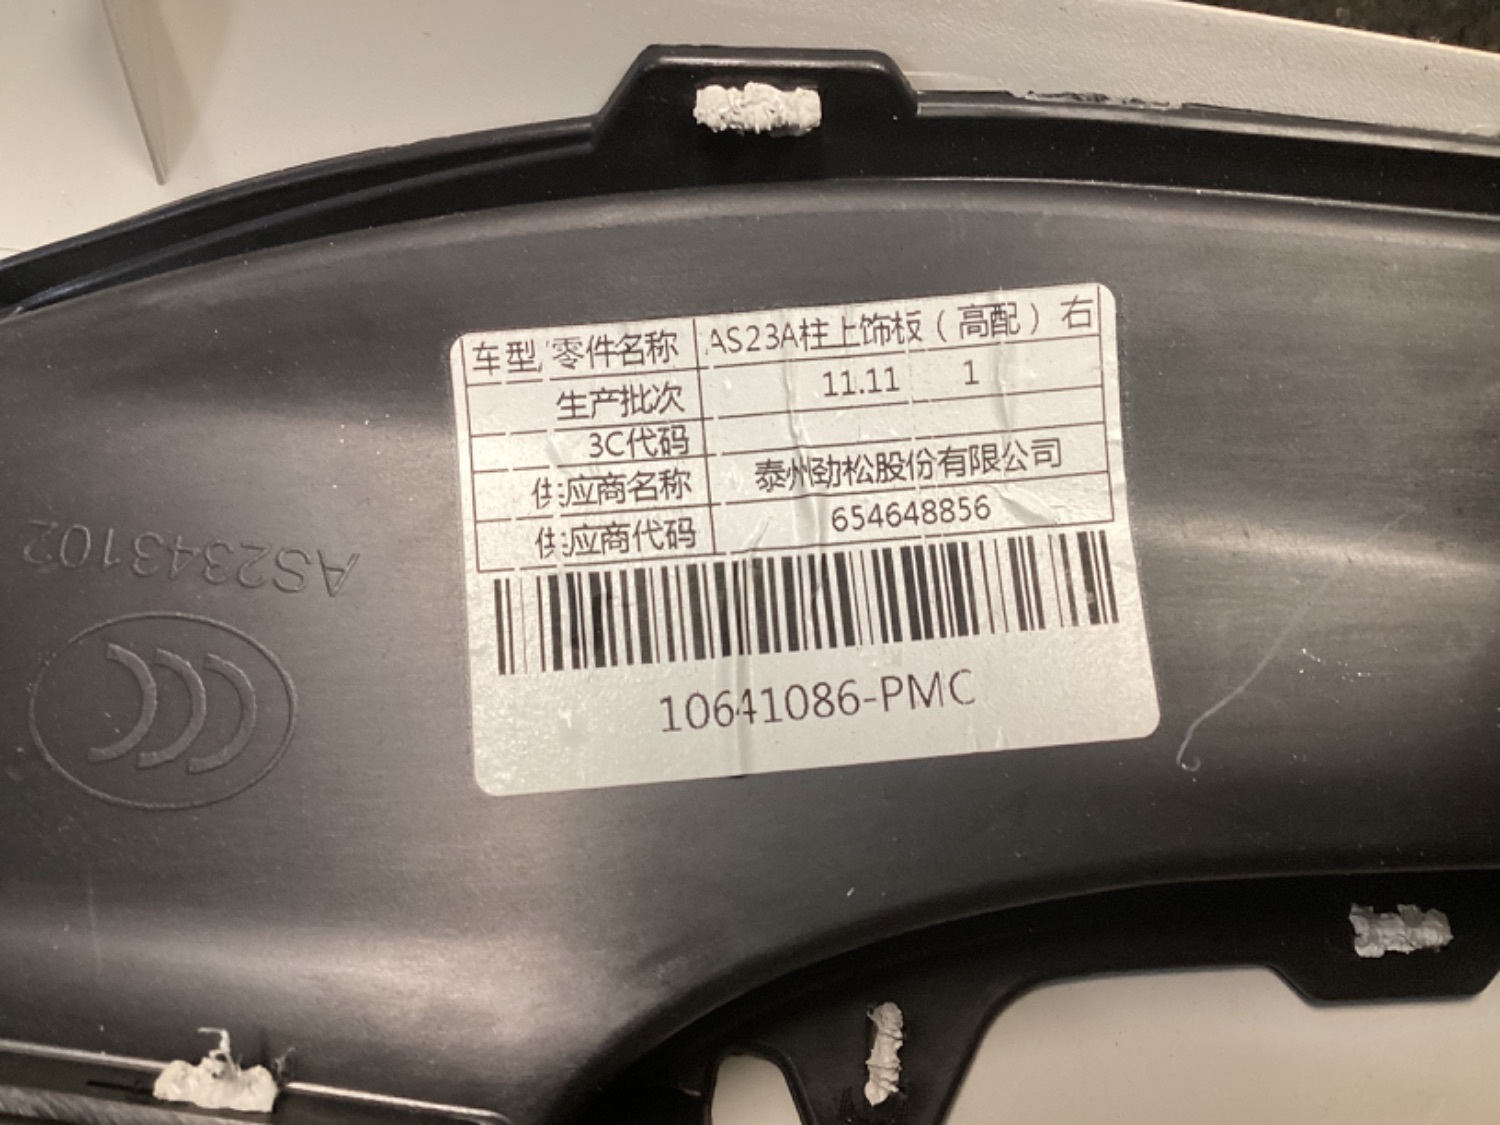 车型/零件名称 AS23A柱上饰板（高配）右
生产批次 11.11 1
3C代码
供应商名称 泰州劲松股份有限公司
供应商代码 654648856
10641086-PMC
AS2343102
CCC